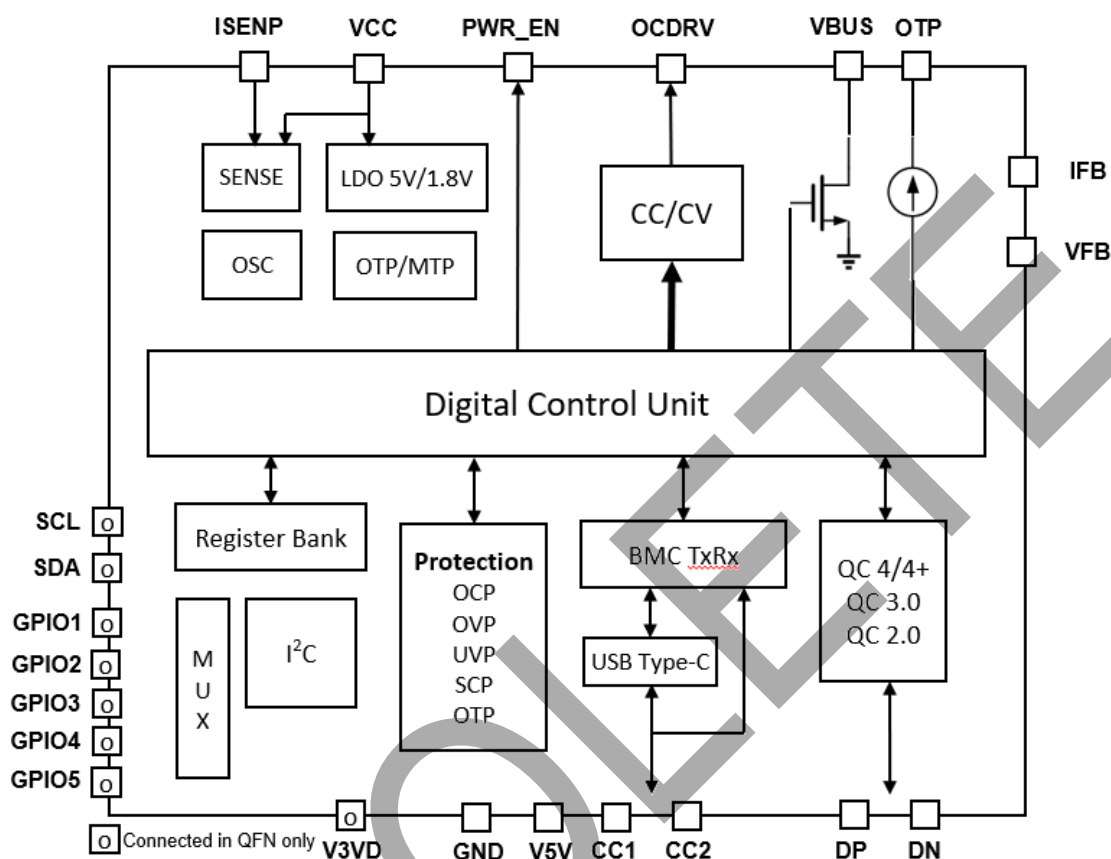 ISENP VCC PWR_EN OCDRV VBUS OTP
IFB
VFB
SENSE
LDO 5V/1.8V
CC/CV
OSC
OTP/MTP
Digital Control Unit
SCL o
SDA o
GPIO1 o
GPIO2 o
GPIO3 o
GPIO4 o
GPIO5 o
Register Bank
M
U
X
I²C
Protection
OCP
OVP
UVP
SCP
OTP
BMC TxRx
USB Type-C
QC 4/4+
QC 3.0
QC 2.0
o
o Connected in QFN only
V3VD GND V5V CC1 CC2 DP DN
OLETE